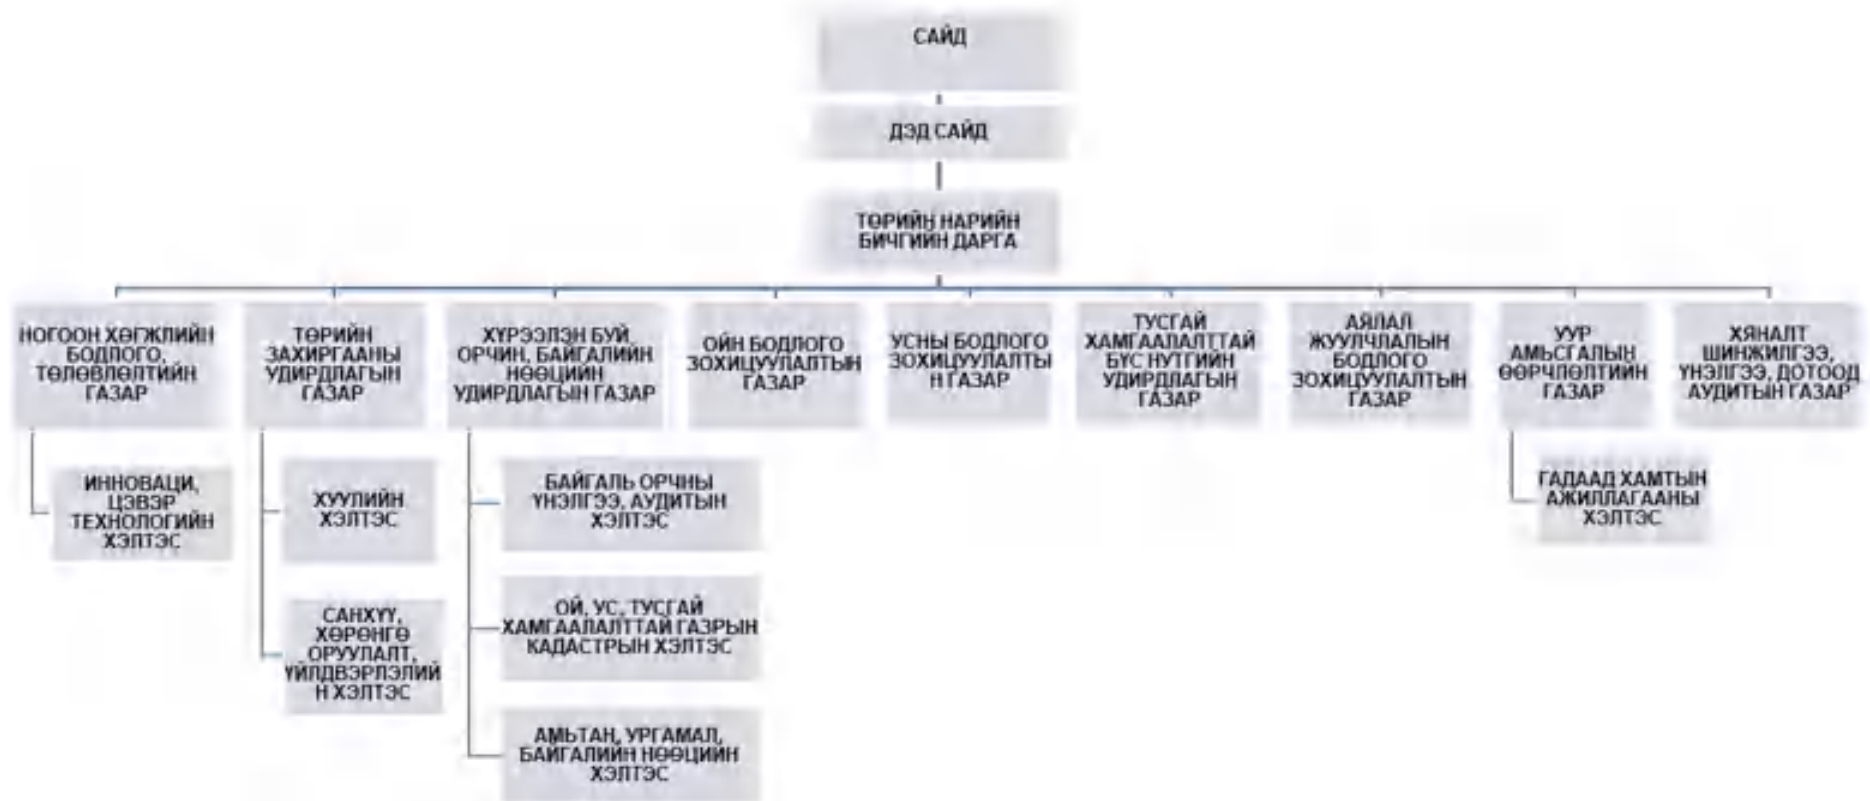 САЙД
ДЭД САЙД
ТӨРИЙН НАРИЙН
БИЧГИЙН ДАРГА
НОГООН ХӨГЖЛИЙН
БОДЛОГО,
ТӨЛӨВЛӨЛТИЙН
ГАЗАР
ТӨРИЙН
ЗАХИРГААНЫ
УДИРДЛАГЫН
ГАЗАР
ХҮРЭЭЛЭН БУЙ
ОРЧИН, БАЙГАЛИЙН
НӨӨЦИЙН
УДИРДЛАГЫН ГАЗАР
ОЙН БОДЛОГО
ЗОХИЦУУЛАЛТЫН
ГАЗАР
УСНЫ БОДЛОГО
ЗОХИЦУУЛАЛТЫ
Н ГАЗАР
ТУСГАЙ
ХАМГААЛАЛТТАЙ
БҮС НУТГИЙН
УДИРДЛАГЫН
ГАЗАР
АЯЛАЛ
ЖУУЛЧЛАЛЫН
БОДЛОГО
ЗОХИЦУУЛАЛТЫН
ГАЗАР
УУР
АМЬСГАЛЫН
ӨӨРЧЛӨЛТИЙН
ГАЗАР
ХЯНАЛТ
ШИНЖИЛГЭЭ,
ҮНЭЛГЭЭ, ДОТООД
АУДИТЫН ГАЗАР
ИННОВАЦИ,
ЦЭВЭР
ТЕХНОЛОГИЙН
ХЭЛТЭС
ХУУЛИЙН
ХЭЛТЭС
САНХҮҮ,
ХӨРӨНГӨ
ОРУУЛАЛТ,
ҮЙЛДВЭРЛЭЛИЙ
Н ХЭЛТЭС
БАЙГАЛЬ ОРЧНЫ
ҮНЭЛГЭЭ, АУДИТЫН
ХЭЛТЭС
ОЙ, УС, ТУСГАЙ
ХАМГААЛАЛТТАЙ ГАЗРЫН
КАДАСТРЫН ХЭЛТЭС
АМЬТАН, УРГАМАЛ,
БАЙГАЛИЙН НӨӨЦИЙН
ХЭЛТЭС
ГАДААД ХАМТЫН
АЖИЛЛАГААНЫ
ХЭЛТЭС